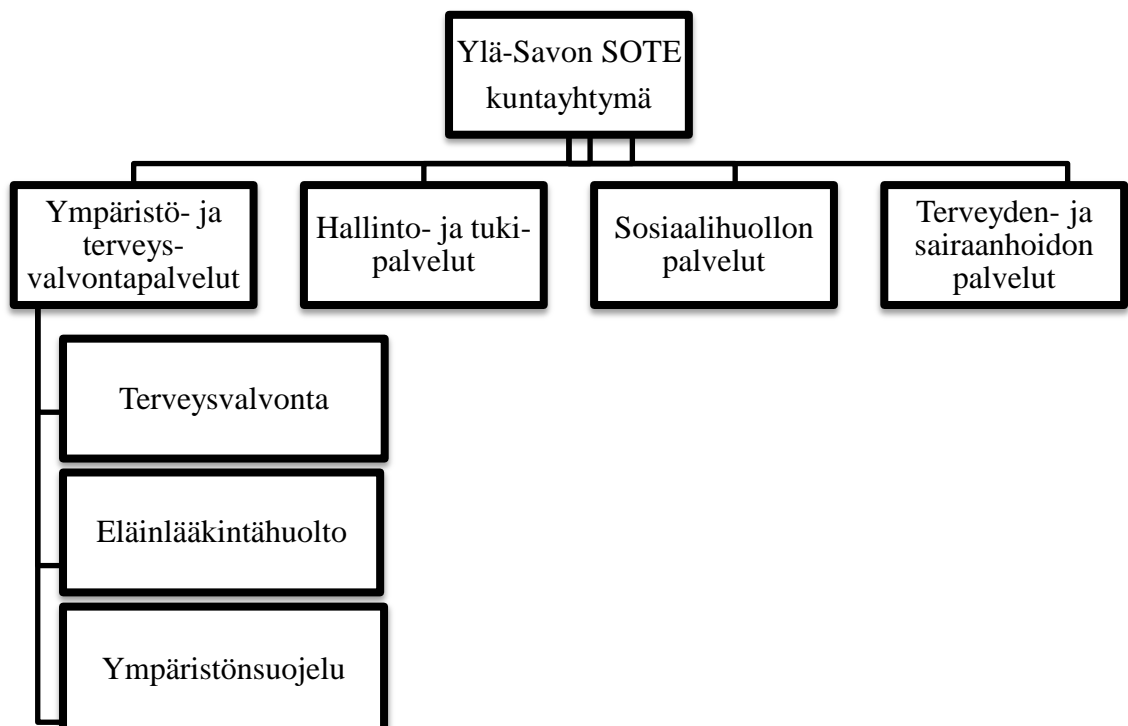 Ylä-Savon SOTE
kuntayhtymä
Ympäristö- ja
terveys-
valvontapalvelut
Hallinto- ja tuki-
palvelut
Sosiaalihuollon
palvelut
Terveyden- ja
sairaanhoidon
palvelut
Terveysvalvonta
Eläinlääkintähuolto
Ympäristönsuojelu